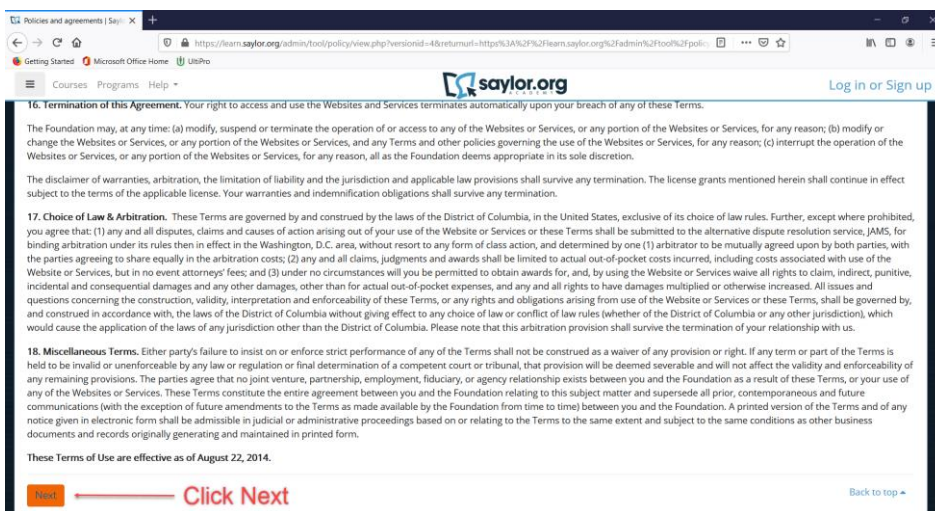 Policies and agreements | Saylo
https://learn.saylor.org/admin/tool/policy/view.php?versionid=4&returnurl=https%3A%2F%2Flearn.saylor.org%2Fadmin%2Ftool%2Fpolic
Getting Started Microsoft Office Home UltiPro
Courses Programs Help
saylor.org
ACADEMY
Log in or Sign up
16. Termination of this Agreement. Your right to access and use the Websites and Services terminates automatically upon your breach of any of these Terms.
The Foundation may, at any time: (a) modify, suspend or terminate the operation of or access to any of the Websites or Services, or any portion of the Websites or Services, for any reason; (b) modify or
change the Websites or Services, or any portion of the Websites or Services, and any Terms and other policies governing the use of the Websites or Services, for any reason; (c) interrupt the operation of the
Websites or Services, or any portion of the Websites or Services, for any reason, all as the Foundation deems appropriate in its sole discretion.
The disclaimer of warranties, arbitration, the limitation of liability and the jurisdiction and applicable law provisions shall survive any termination. The license grants mentioned herein shall continue in effect
subject to the terms of the applicable license. Your warranties and indemnification obligations shall survive any termination.
17. Choice of Law & Arbitration. These Terms are governed by and construed by the laws of the District of Columbia, in the United States, exclusive of its choice of law rules. Further, except where prohibited,
you agree that: (1) any and all disputes, claims and causes of action arising out of your use of the Website or Services or these Terms shall be submitted to the alternative dispute resolution service, JAMS, for
binding arbitration under its rules then in effect in the Washington, D.C. area, without resort to any form of class action, and determined by one (1) arbitrator to be mutually agreed upon by both parties, with
the parties agreeing to share equally in the arbitration costs; (2) any and all claims, judgments and awards shall be limited to actual out-of-pocket costs incurred, including costs associated with use of the
Website or Services, but in no event attorneys' fees; and (3) under no circumstances will you be permitted to obtain awards for, and, by using the Website or Services waive all rights to claim, indirect, punitive,
incidental and consequential damages and any other damages, other than for actual out-of-pocket expenses, and any and all rights to have damages multiplied or otherwise increased. All issues and
questions concerning the construction, validity, interpretation and enforceability of these Terms, or any rights and obligations arising from use of the Website or Services or these Terms, shall be governed by,
and construed in accordance with, the laws of the District of Columbia without giving effect to any choice of law or conflict of law rules (whether of the District of Columbia or any other jurisdiction), which
would cause the application of the laws of any jurisdiction other than the District of Columbia. Please note that this arbitration provision shall survive the termination of your relationship with us.
18. Miscellaneous Terms. Either party's failure to insist on or enforce strict performance of any of the Terms shall not be construed as a waiver of any provision or right. If any term or part of the Terms is
held to be invalid or unenforceable by any law or regulation or final determination of a competent court or tribunal, that provision will be deemed severable and will not affect the validity and enforceability of
any remaining provisions. The parties agree that no joint venture, partnership, employment, fiduciary, or agency relationship exists between you and the Foundation as a result of these Terms, or your use of
any of the Websites or Services. These Terms constitute the entire agreement between you and the Foundation relating to this subject matter and supersede all prior, contemporaneous and future
communications (with the exception of future amendments to the Terms as made available by the Foundation from time to time) between you and the Foundation. A printed version of the Terms and of any
notice given in electronic form shall be admissible in judicial or administrative proceedings based on or relating to the Terms to the same extent and subject to the same conditions as other business
documents and records originally generating and maintained in printed form.
These Terms of Use are effective as of August 22, 2014.
Next
Click Next
Back to top